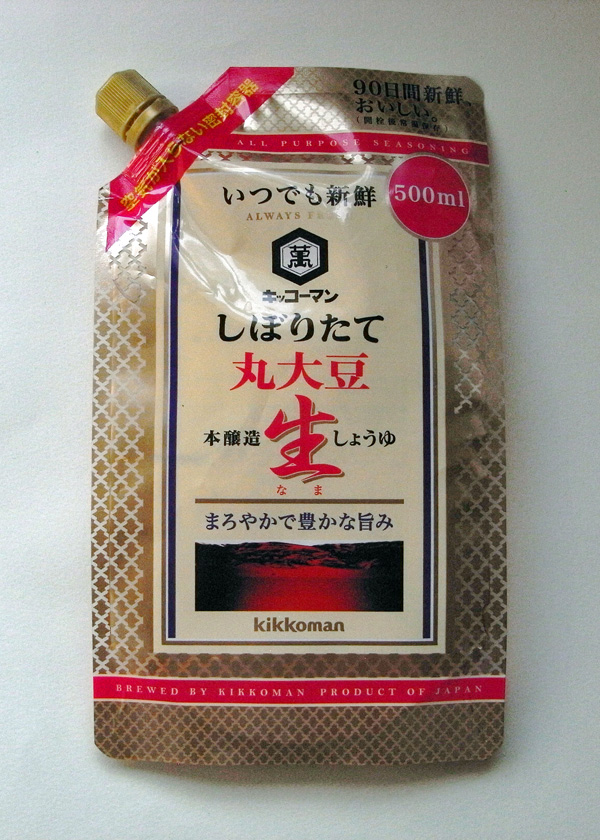 90日間新鮮
おいしい。
ALL PURPOSE SEASONING
いつでも新鮮
500ml
ALWAYS
萬
キッコーマン
しぼりたて
丸大豆
本醸造 生 しょうゆ
なま
まろやかで豊かな旨み
kikkoman
BREWED BY KIKKOMAN PRODUCT OF JAPAN